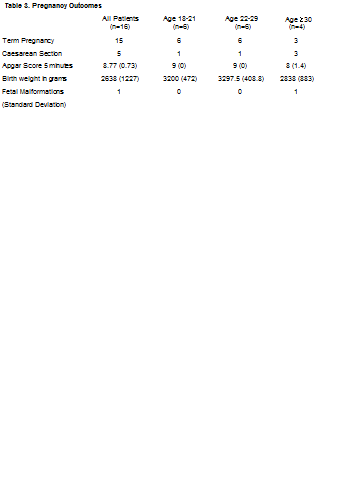 Table 3. Pregnancy Outcomes
All Patients Age 18-21 Age 22-29 Age ≥30
(n=16) (n=6) (n=6) (n=4)
Term Pregnancy 15 6 6 3
Caesarean Section 5 1 1 3
Apgar Score 5 minutes 8.77 (0.73) 9 (0) 9 (0) 8 (1.4)
Birth weight in grams 2638 (1227) 3200 (472) 3297.5 (408.8) 2838 (883)
Fetal Malformations 1 0 0 1
(Standard Deviation)